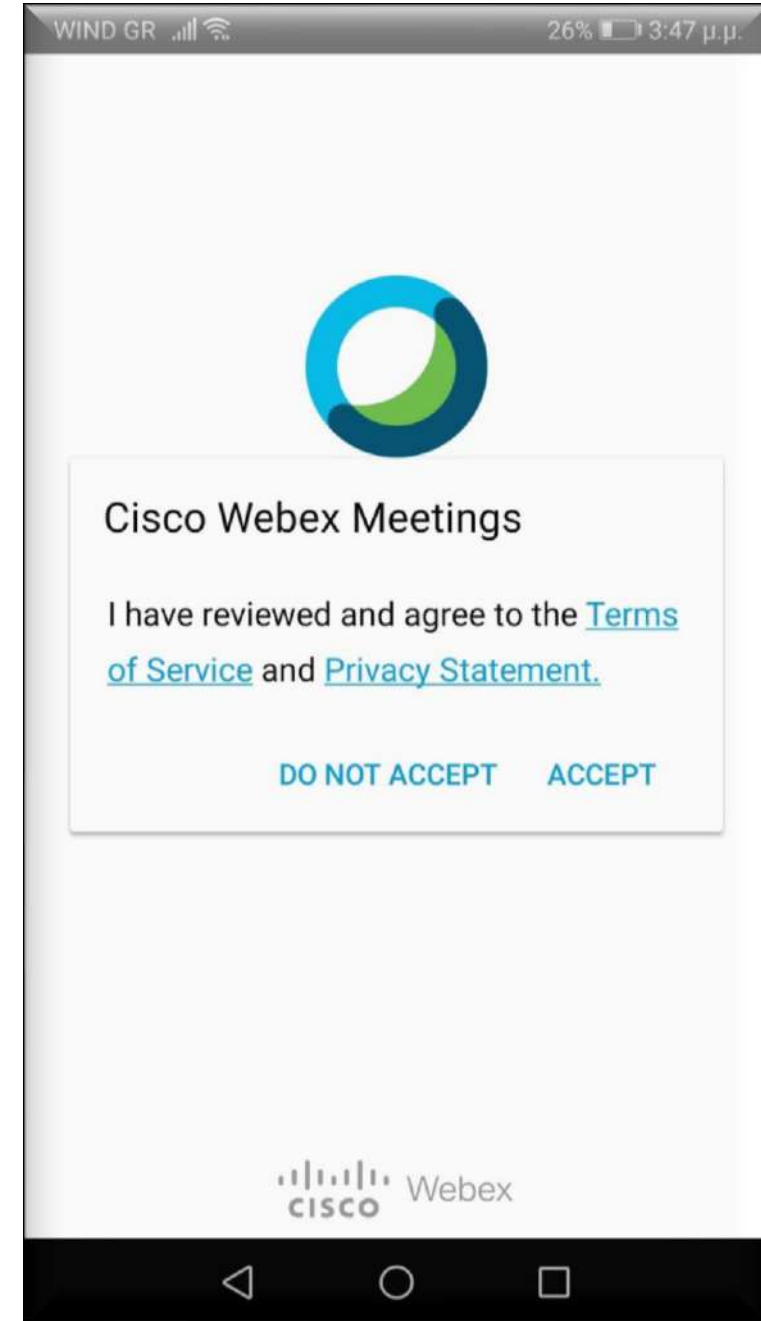 WIND GR 26% 3:47 μ.μ.
Cisco Webex Meetings
I have reviewed and agree to the Terms
of Service and Privacy Statement.
DO NOT ACCEPT ACCEPT
CISCO Webex